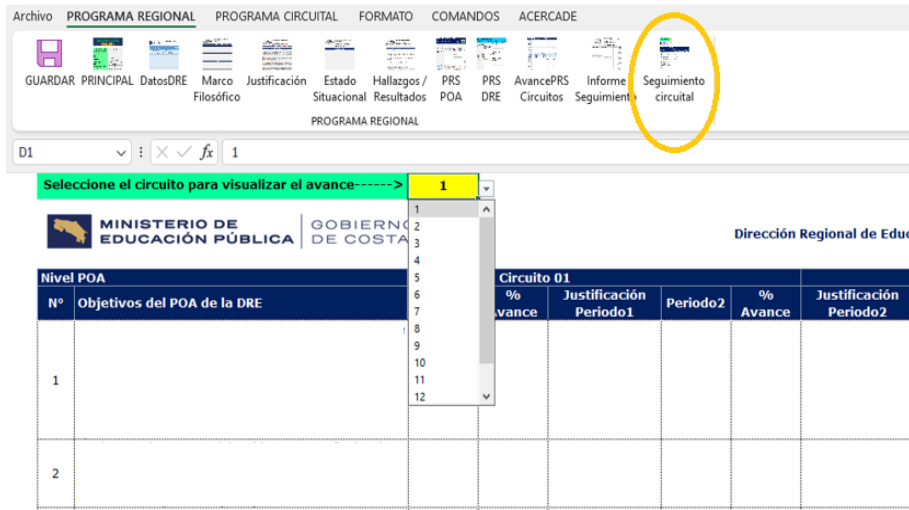 Archivo PROGRAMA REGIONAL PROGRAMA CIRCUITAL FORMATO COMANDOS ACERCADE
GUARDAR PRINCIPAL DatosDRE Marco Filosófico Justificación Estado Situacional Hallazgos / Resultados PRS POA PRS DRE AvancePRS Circuitos Informe Seguimiento Seguimiento circuital
PROGRAMA REGIONAL
D1 fx 1
Seleccione el circuito para visualizar el avance------> 1
1
2
3
4
5
6
7
8
9
10
11
12
MINISTERIO DE EDUCACIÓN PÚBLICA
GOBIERNO DE COSTA
Dirección Regional de Educ
Nivel POA Circuito 01
Nº Objetivos del POA de la DRE % Avance Justificación Periodo1 Periodo2 % Avance Justificación Periodo2
1
2